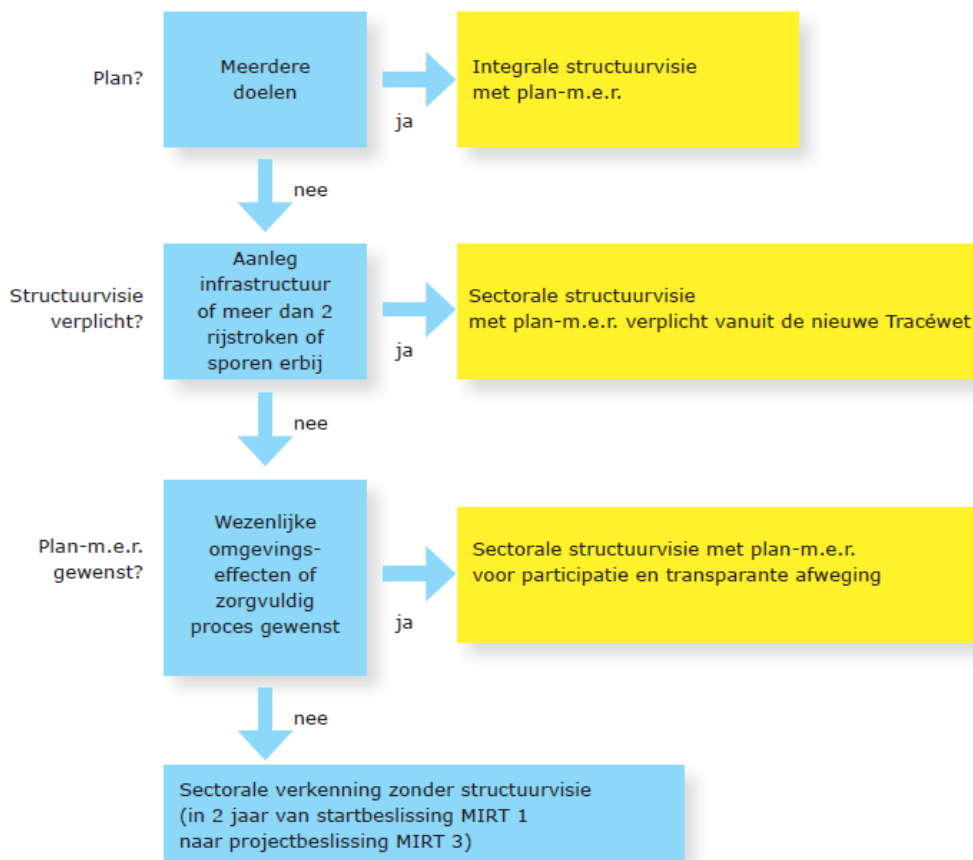 Plan?
Meerdere
doelen
ja
Integrale structuurvisie
met plan-m.e.r.
nee
Structuurvisie
verplicht?
Aanleg
infrastructuur
of meer dan 2
rijstroken of
sporen erbij
ja
Sectorale structuurvisie
met plan-m.e.r. verplicht vanuit de nieuwe Tracéwet
nee
Plan-m.e.r.
gewenst?
Wezenlijke
omgevings-
effecten of
zorgvuldig
proces gewenst
ja
Sectorale structuurvisie met plan-m.e.r.
voor participatie en transparante afweging
nee
Sectorale verkenning zonder structuurvisie
(in 2 jaar van startbeslissing MIRT 1
naar projectbeslissing MIRT 3)